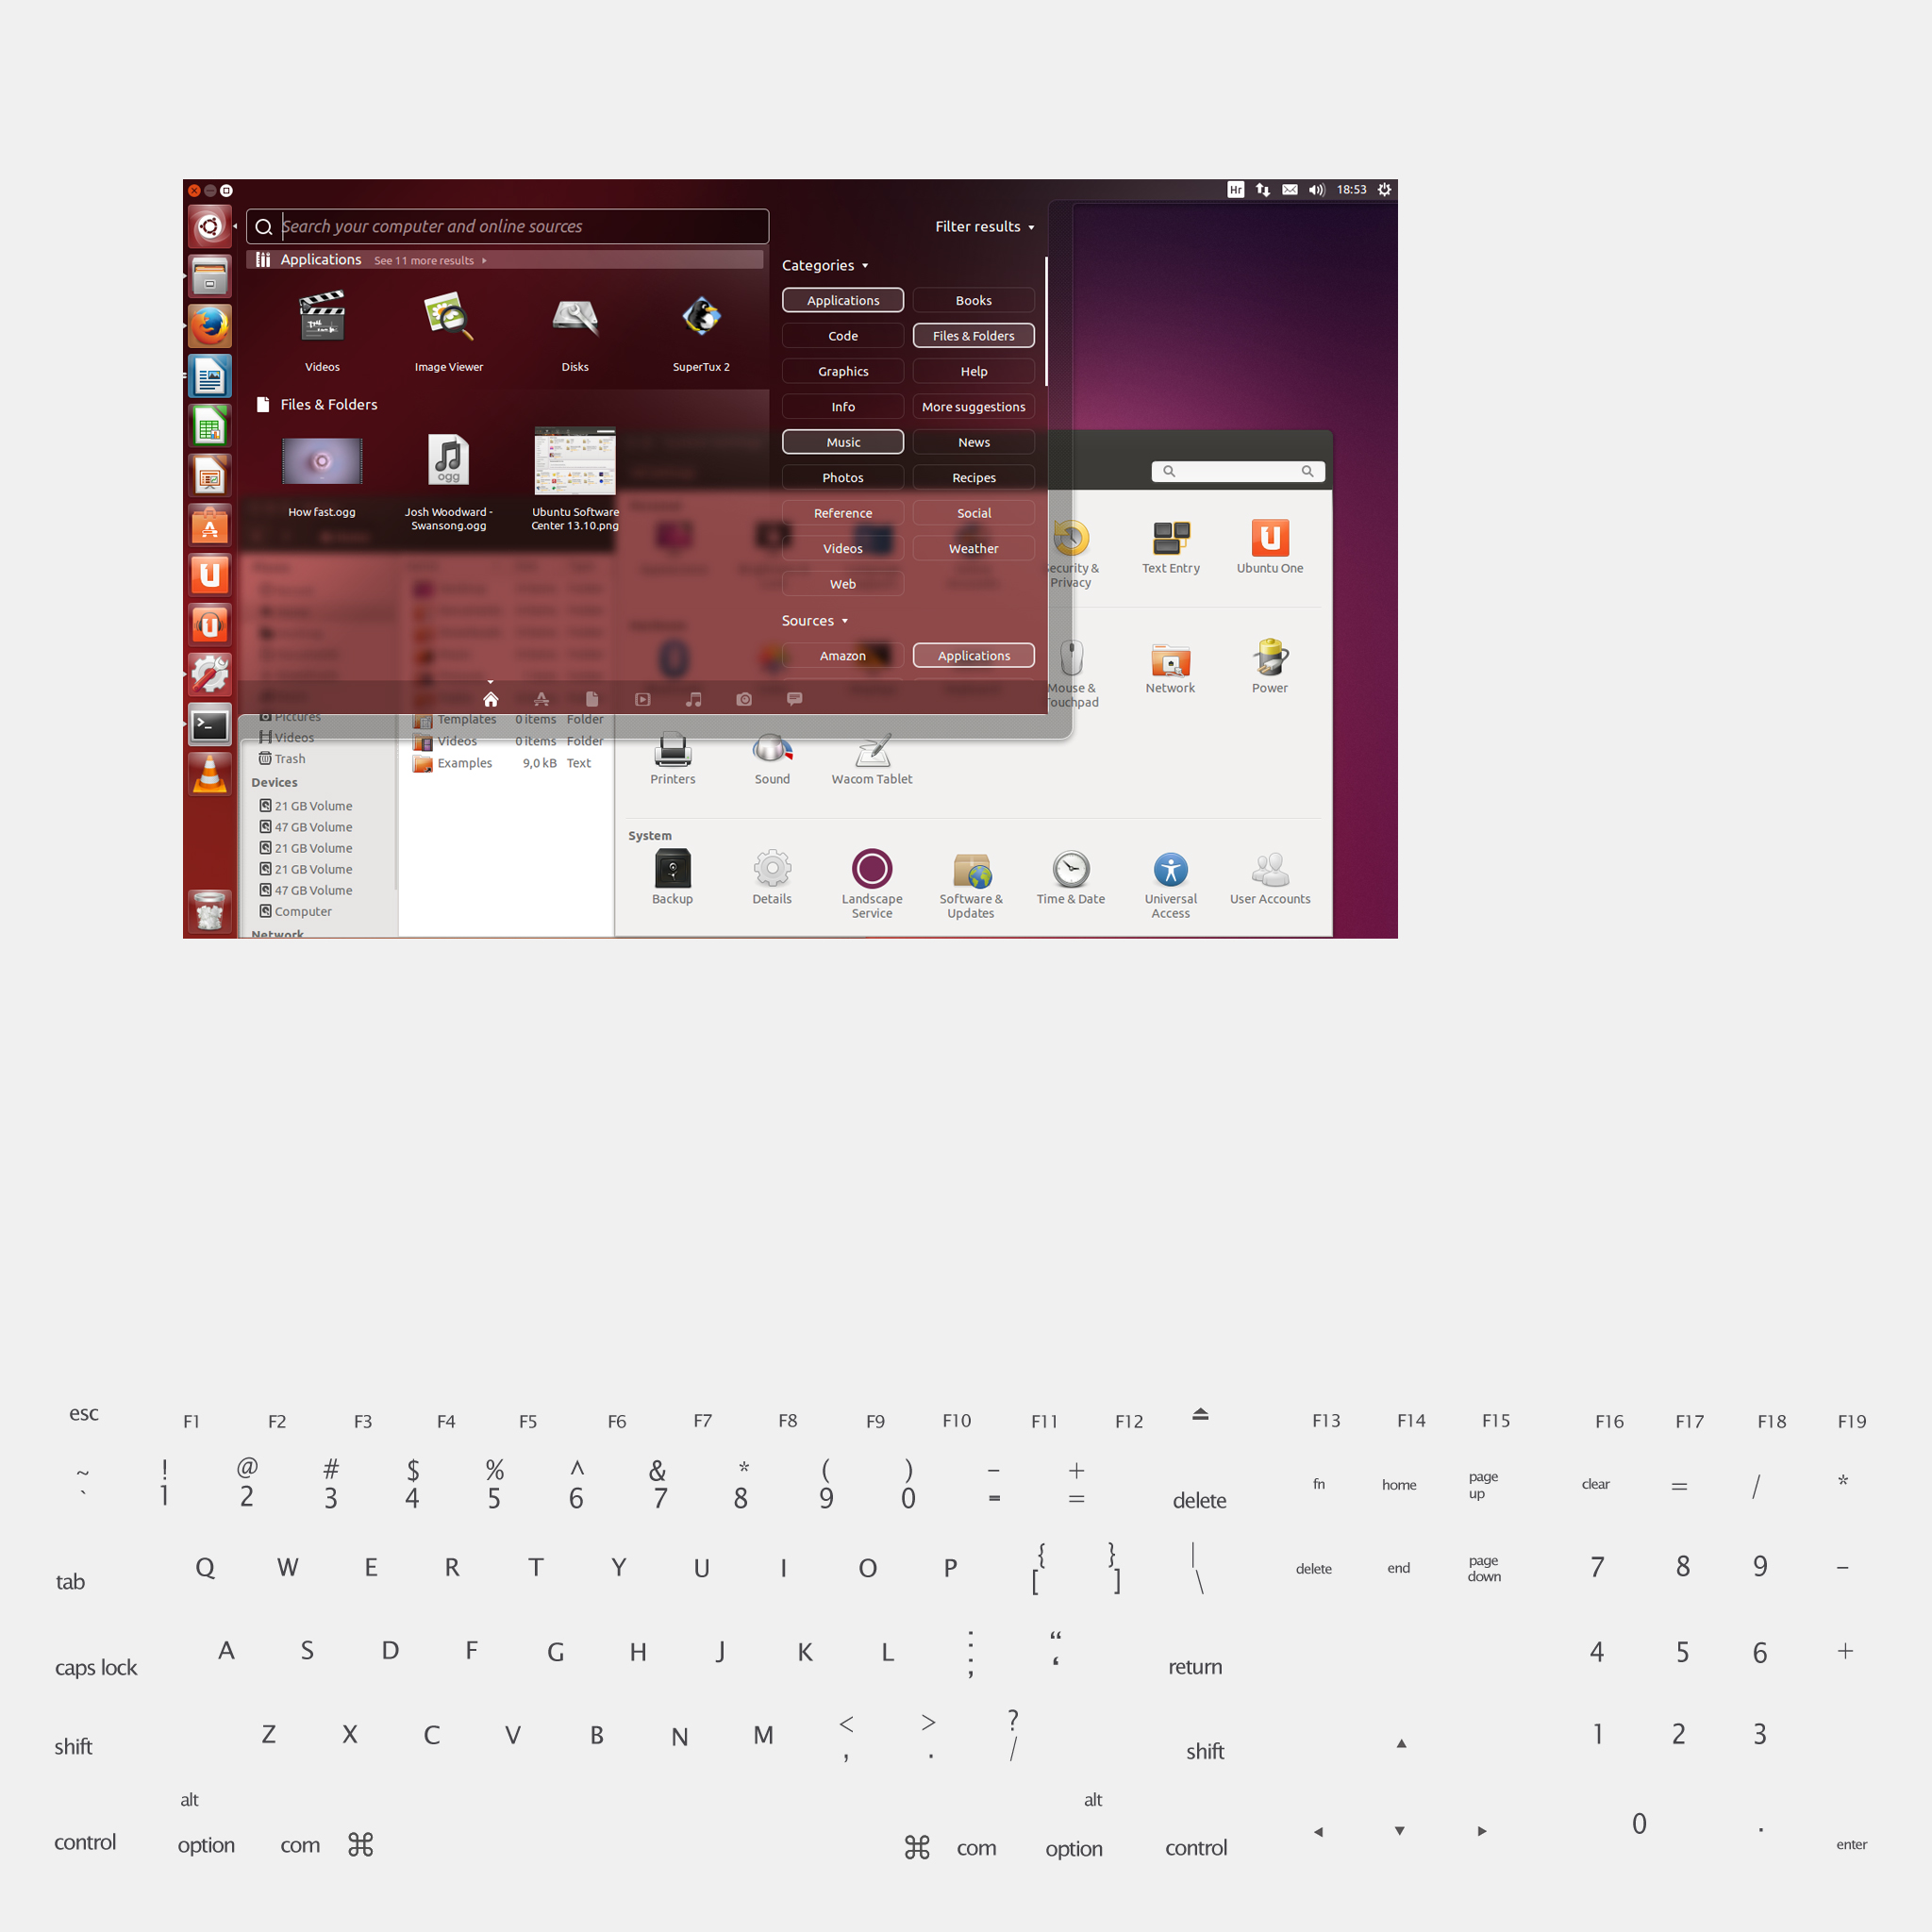 Hr 18:53
Search your computer and online sources
Filter results
Applications See 11 more results
Videos Image Viewer Disks SuperTux 2
Files & Folders
ogg
How fast.ogg Josh Woodward - Ubuntu Software
Swansong.ogg Center 13.10.png
Categories
Applications Books
Code Files & Folders
Graphics Help
Info More suggestions
Music News
Photos Recipes
Reference Social
Videos Weather
Web
Sources
Amazon Applications
Security & Text Entry Ubuntu One
Privacy
Mouse & Network Power
Touchpad
Pictures
Videos
Trash
Devices
21 GB Volume
47 GB Volume
21 GB Volume
21 GB Volume
47 GB Volume
Computer
Network
Templates 0 items Folder
Videos 0 items Folder
Examples 9,0 kB Text
Printers Sound Wacom Tablet
System
Backup Details Landscape Software & Time & Date Universal User Accounts
Service Updates Access
esc F1 F2 F3 F4 F5 F6 F7 F8 F9 F10 F11 F12 F13 F14 F15 F16 F17 F18 F19
~ ! @ # $ % ^ & * ( ) - +
` 1 2 3 4 5 6 7 8 9 0 = = delete fn home page up clear = / *
tab Q W E R T Y U I O P { [ } ] | \ delete end page down 7 8 9 -
caps lock A S D F G H J K L : ; “ ‘ return 4 5 6 +
shift Z X C V B N M < , > . ? / shift ▲ 1 2 3
alt alt
control option com ⌘ ⌘ com option control ◀ ▼ ▶ 0 . enter